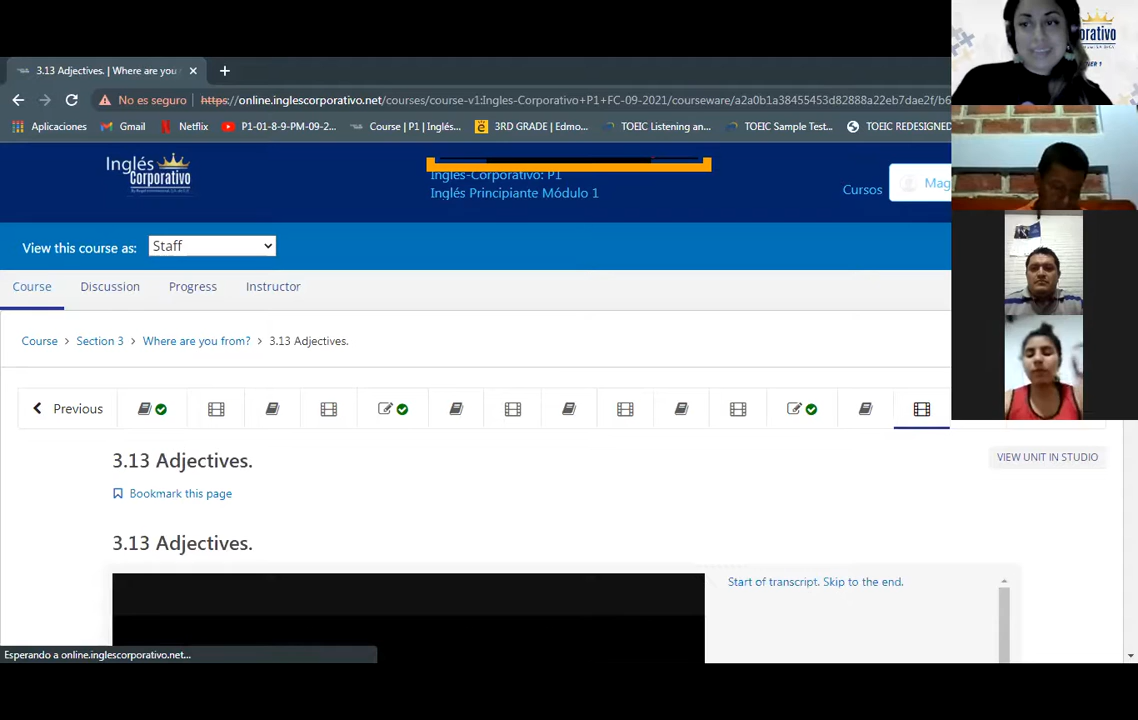 3.13 Adjectives. | Where are you
No es seguro https://online.inglescorporativo.net/courses/course-v1:Ingles-Corporativo+P1+FC-09-2021/courseware/a2a0b1a38455453d82888a22eb7dae2f/b6
Aplicaciones Gmail Netflix P1-01-8-9-PM-09-2... Course | P1 | Inglés... 3RD GRADE | Edmo... TOEIC Listening an... TOEIC Sample Test... TOEIC REDESIGNED
Inglés
Corporativo
Ingles-Corporativo: P1
Inglés Principiante Módulo 1
Cursos
Mag
View this course as: Staff
Course Discussion Progress Instructor
Course Section 3 Where are you from? 3.13 Adjectives.
Previous
3.13 Adjectives.
VIEW UNIT IN STUDIO
Bookmark this page
3.13 Adjectives.
Start of transcript. Skip to the end.
Esperando a online.inglescorporativo.net...